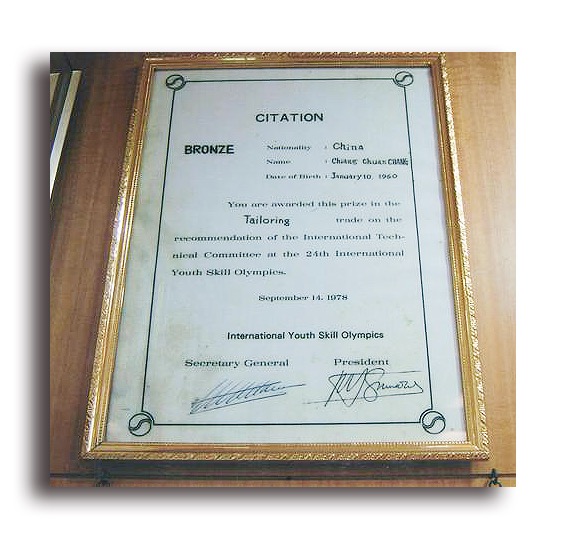 CITATION
BRONZE
Nationality : China
Name : Chiang Chuan CHANG
Date of Birth : January 10, 1960
You are awarded this prize in the
Tailoring trade on the
recommendation of the International Tech-
nical Committee at the 24th International
Youth Skill Olympics.
September 14, 1978
International Youth Skill Olympics
Secretary General President